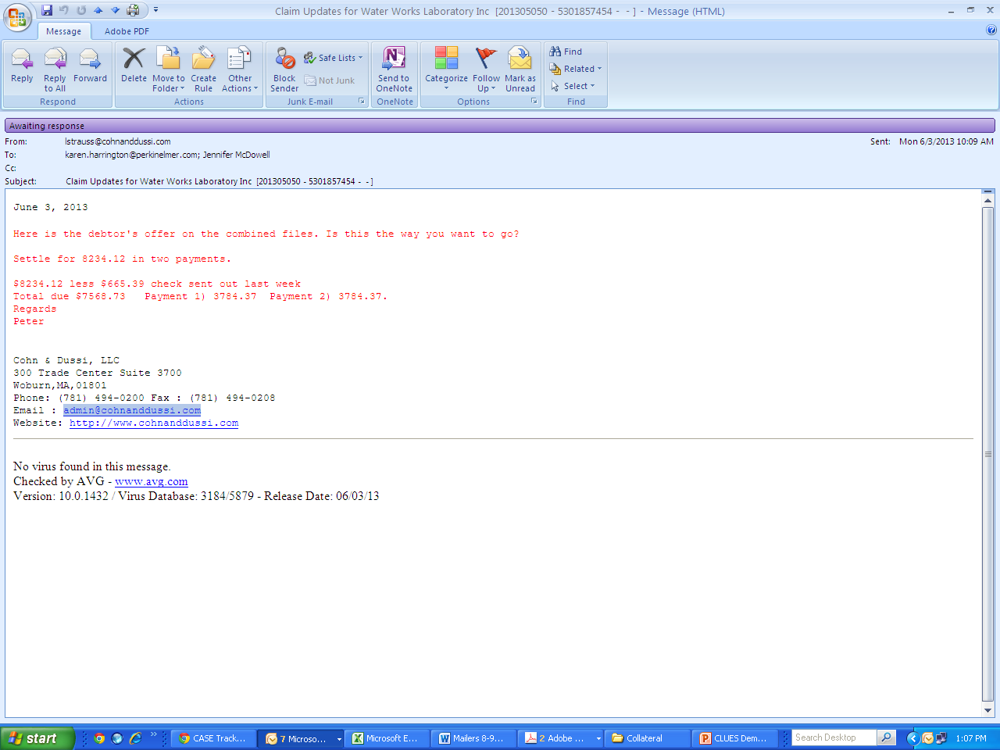 Claim Updates for Water Works Laboratory Inc  [201305050 - 5301857454 -  - ]  - Message (HTML)
Message
Adobe PDF
Reply
Reply to All
Forward
Respond
Delete
Move to Folder
Create Rule
Other Actions
Actions
Block Sender
Safe Lists
Not Junk
Junk E-mail
Send to OneNote
OneNote
Categorize
Follow Up
Mark as Unread
Options
Find
Related
Select
Find
Awaiting response
From: lstrauss@cohnanddussi.com
Sent: Mon 6/3/2013 10:09 AM
To: karen.harrington@perkinelmer.com; Jennifer McDowell
Cc:
Subject: Claim Updates for Water Works Laboratory Inc  [201305050 - 5301857454 -  - ]
June 3, 2013
Here is the debtor's offer on the combined files. Is this the way you want to go?
Settle for 8234.12 in two payments.
$8234.12 less $665.39 check sent out last week
Total due $7568.73   Payment 1) 3784.37  Payment 2) 3784.37.
Regards
Peter
Cohn & Dussi, LLC
300 Trade Center Suite 3700
Woburn,MA,01801
Phone: (781) 494-0200 Fax : (781) 494-0208
Email : admin@cohnanddussi.com
Website: http://www.cohnanddussi.com
No virus found in this message.
Checked by AVG - www.avg.com
Version: 10.0.1432 / Virus Database: 3184/5879 - Release Date: 06/03/13
start
CASE Track...
7 Microso...
Microsoft E...
Mailers 8-9...
2 Adobe ...
Collateral
CLUES Dem...
Search Desktop
1:07 PM